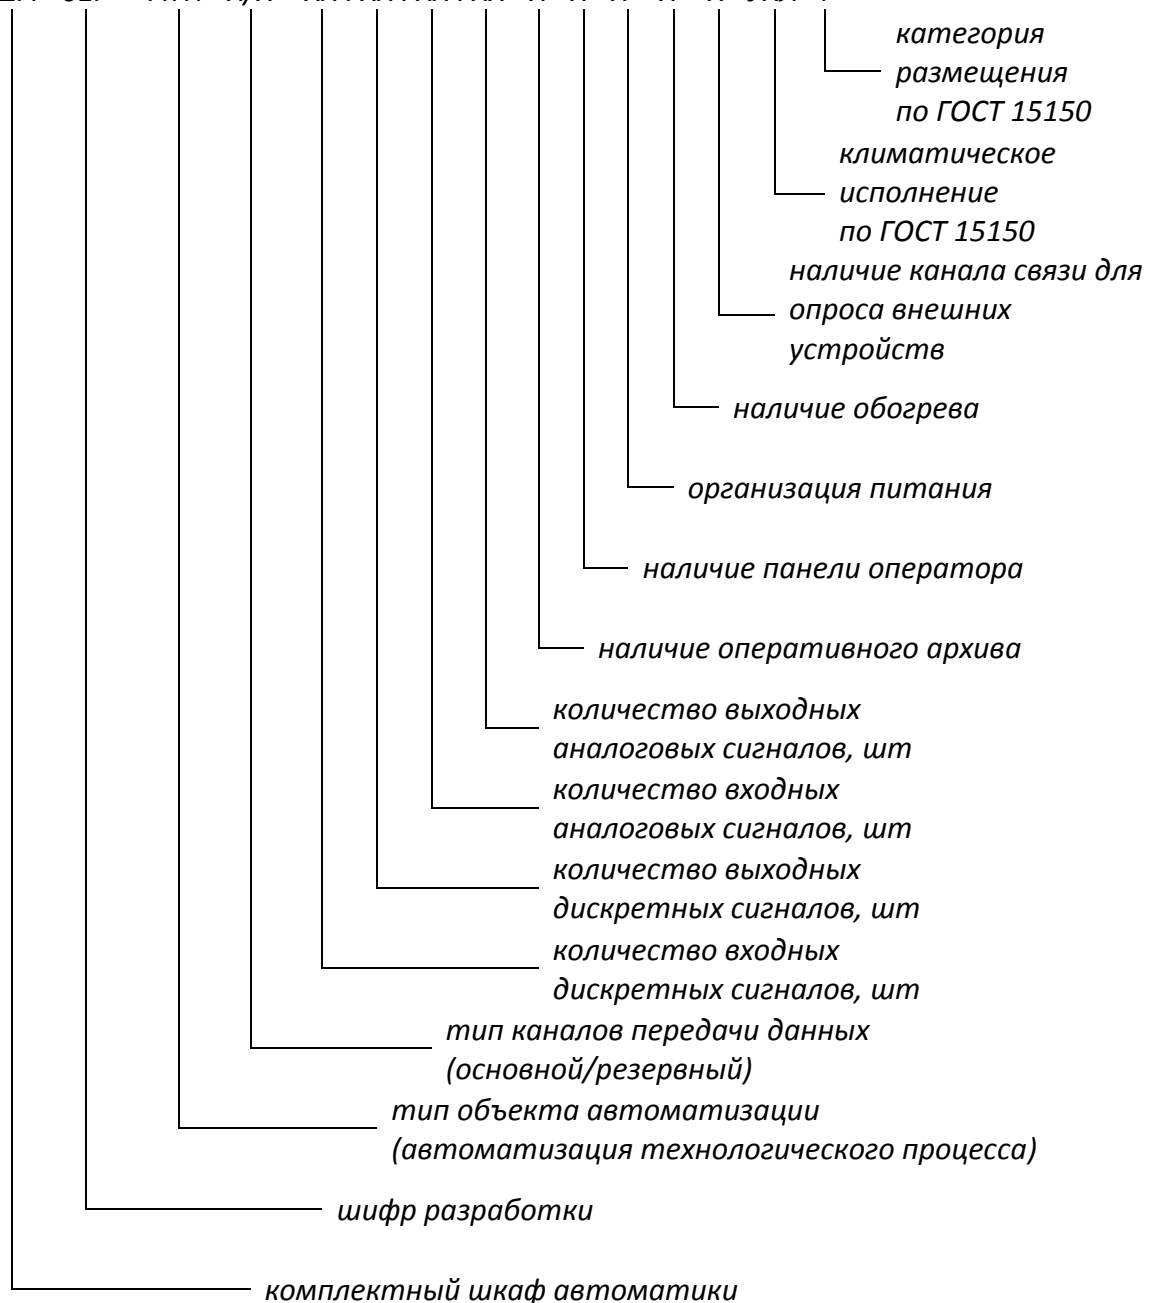 категория
размещения
по ГОСТ 15150
климатическое
исполнение
по ГОСТ 15150
наличие канала связи для
опроса внешних
устройств
наличие обогрева
организация питания
наличие панели оператора
наличие оперативного архива
количество выходных
аналоговых сигналов, шт
количество входных
аналоговых сигналов, шт
количество выходных
дискретных сигналов, шт
количество входных
дискретных сигналов, шт
тип каналов передачи данных
(основной/резервный)
тип объекта автоматизации
(автоматизация технологического процесса)
шифр разработки
комплектный шкаф автоматики